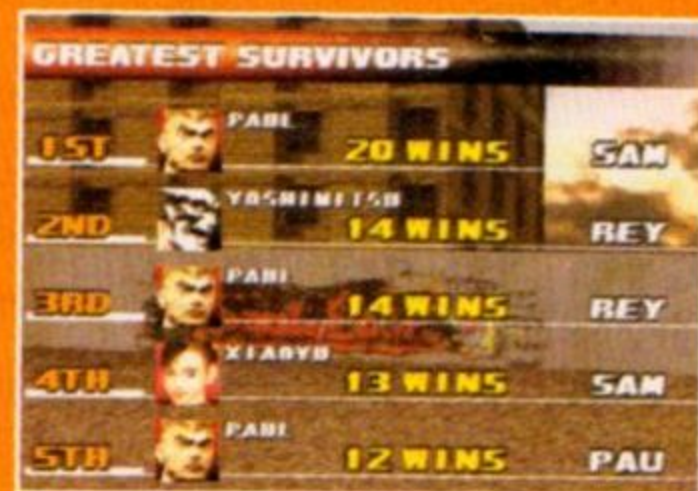 GREATEST SURVIVORS
1ST PAUL 20 WINS SAM
2ND YOSHIMITSU 14 WINS REY
3RD PAUL 14 WINS REY
4TH XIAOYU 13 WINS SAM
5TH PAUL 12 WINS PAU